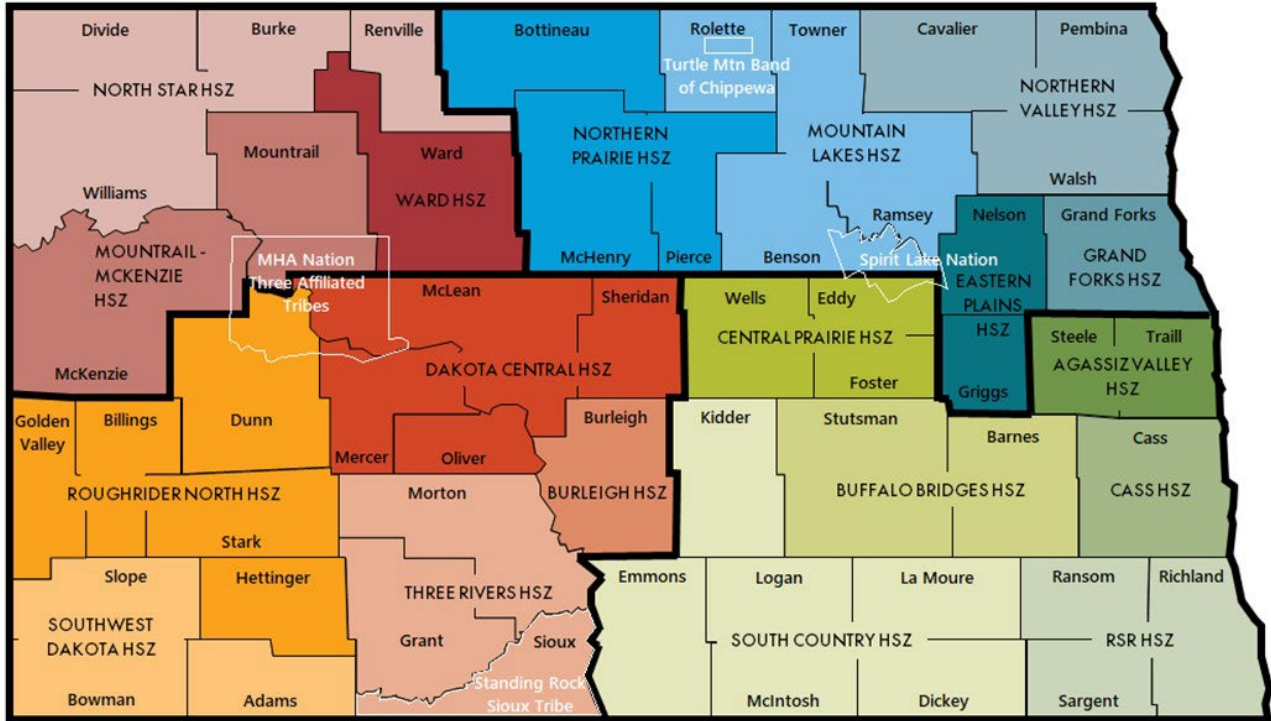 Divide
Burke
Renville
Bottineau
Rolette
Towner
Cavalier
Pembina
Turtle Mtn Band
of Chippewa
NORTH STAR HSZ
NORTHERN
VALLEY HSZ
NORTHERN
PRAIRIE HSZ
MOUNTAIN
LAKES HSZ
Mountrail
Ward
Walsh
Williams
WARD HSZ
Ramsey
Nelson
Grand Forks
MOUNTRAIL -
MCKENZIE
HSZ
MHA Nation
Three Affiliated
Tribes
McHenry
Pierce
Benson
Spirit Lake Nation
EASTERN
PLAINS
HSZ
GRAND
FORKS HSZ
McLean
Sheridan
Wells
Eddy
CENTRAL PRAIRIE HSZ
Steele
Traill
AGASSIZ VALLEY
HSZ
McKenzie
DAKOTA CENTRAL HSZ
Foster
Griggs
Golden
Valley
Billings
Dunn
Burleigh
Kidder
Stutsman
Barnes
Cass
Mercer
Oliver
ROUGHRIDER NORTH HSZ
Morton
BURLEIGH HSZ
BUFFALO BRIDGES HSZ
CASS HSZ
Stark
Slope
Hettinger
THREE RIVERS HSZ
Emmons
Logan
La Moure
Ransom
Richland
SOUTHWEST
DAKOTA HSZ
Grant
Sioux
SOUTH COUNTRY HSZ
RSR HSZ
Standing Rock
Sioux Tribe
Bowman
Adams
McIntosh
Dickey
Sargent